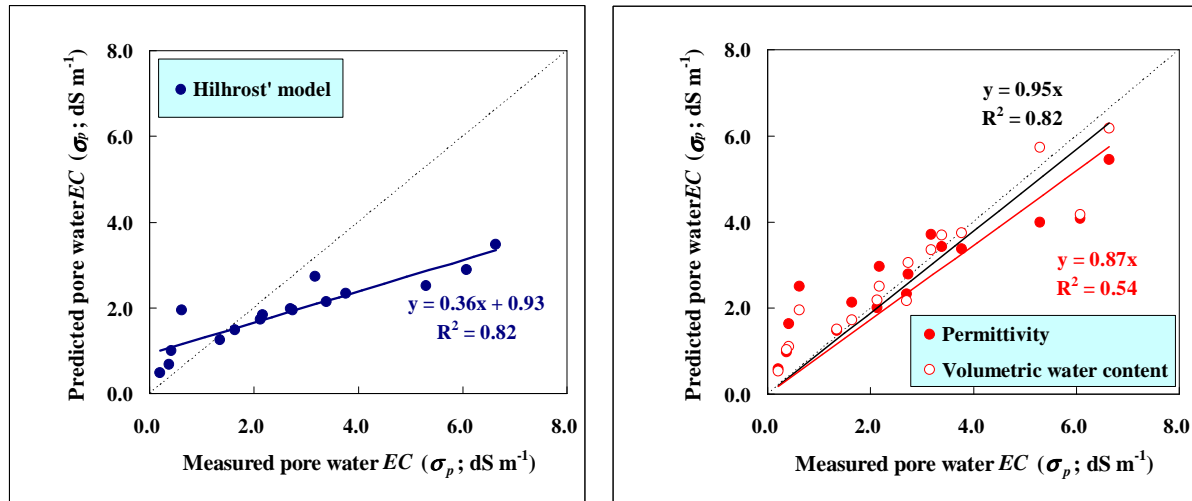 8.0
6.0
4.0
2.0
0.0
Predicted pore water EC (σp ; dS m-1)
Hilhrost' model
y = 0.36x + 0.93
R2 = 0.82
0.0 2.0 4.0 6.0 8.0
Measured pore water EC (σp ; dS m-1)
8.0
6.0
4.0
2.0
0.0
Predicted pore water EC (σp ; dS m-1)
y = 0.95x
R2 = 0.82
y = 0.87x
R2 = 0.54
Permittivity
Volumetric water content
0.0 2.0 4.0 6.0 8.0
Measured pore water EC (σp ; dS m-1)